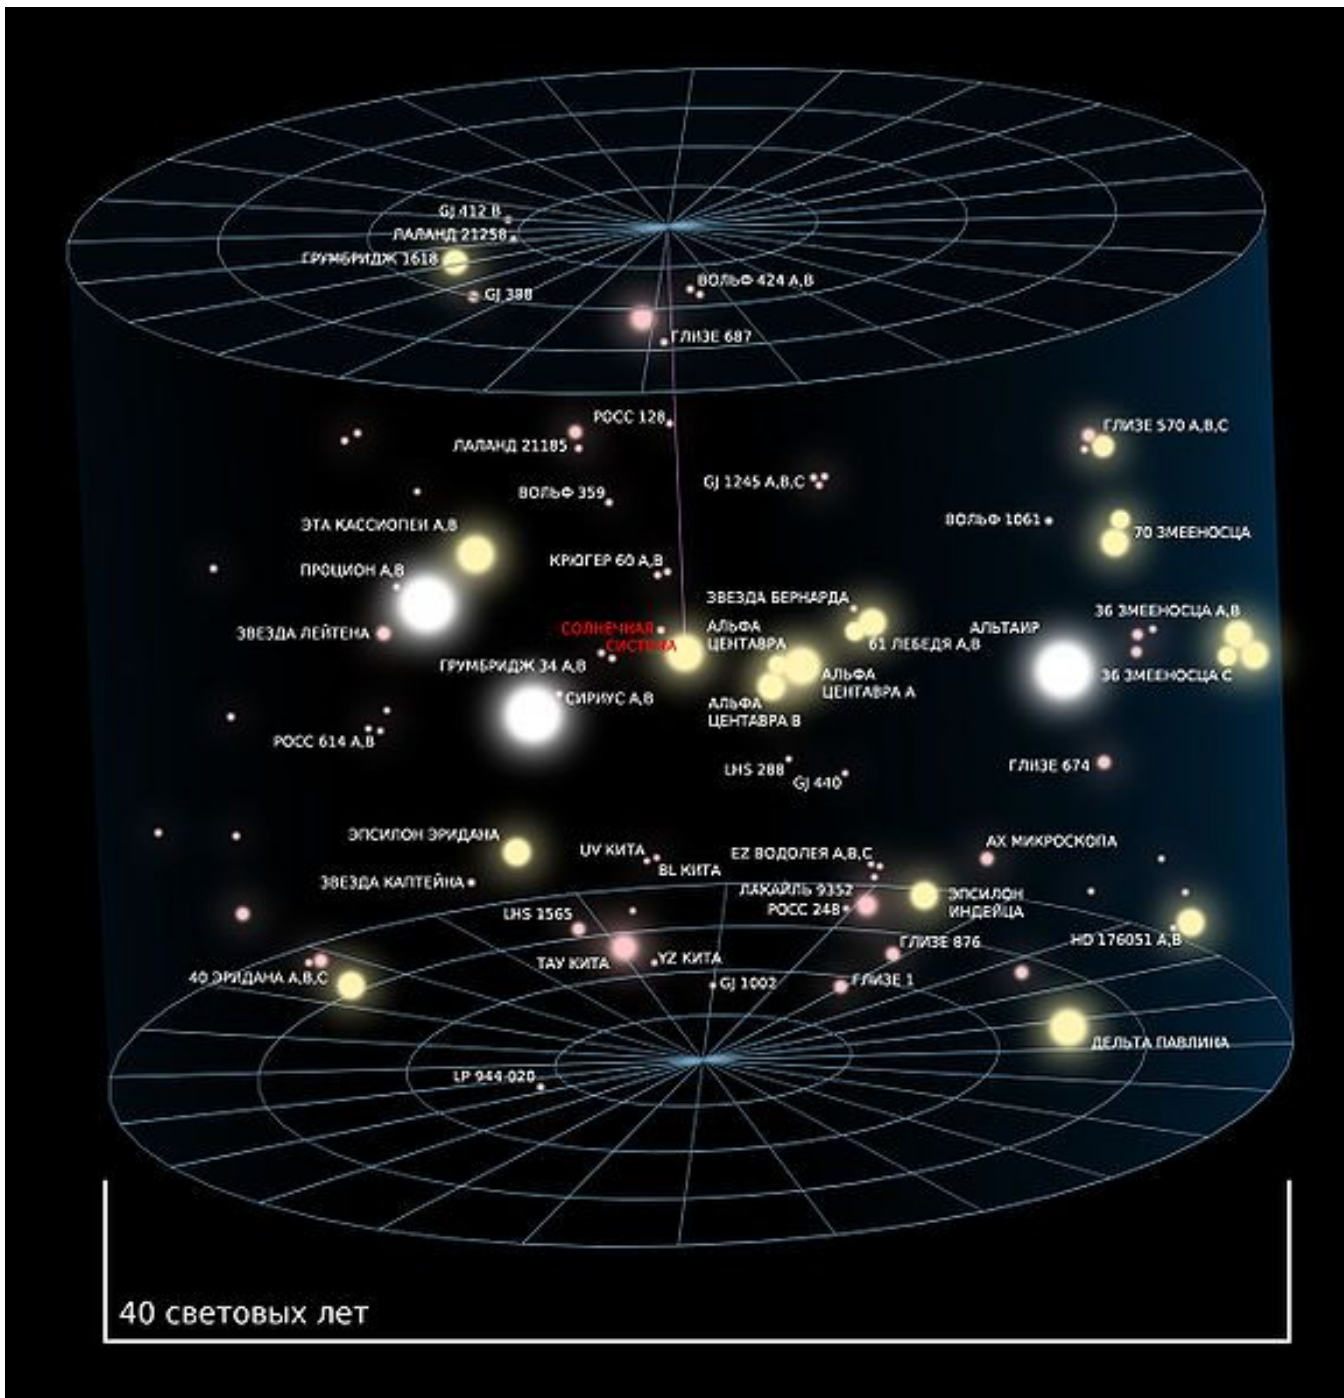 GJ 412 B
ЛАЛАНД 21258
ГРУМБРИДЖ 1618
GJ 388
ВОЛЬФ 424 A,B
ГЛИЗЕ 687
РОСС 128
ЛАЛАНД 21185
ГЛИЗЕ 570 A,B,C
ВОЛЬФ 359
GJ 1245 A,B,C
ЭТА КАССИОПЕИ A,B
ВОЛЬФ 1061
70 ЗМЕЕНОСЦА
ПРОЦИОН A,B
КРЮГЕР 60 A,B
ЗВЕЗДА БЕРНАРДА
36 ЗМЕЕНОСЦА A,B
ЗВЕЗДА ЛЕЙТЕНА
СОЛНЕЧНАЯ
СИСТЕМА
АЛЬФА
ЦЕНТАВРА
61 ЛЕБЕДЯ A,B
АЛЬТАИР
ГРУМБРИДЖ 34 A,B
АЛЬФА
ЦЕНТАВРА A
36 ЗМЕЕНОСЦА C
СИРИУС A,B
АЛЬФА
ЦЕНТАВРА B
РОСС 614 A,B
LHS 288
GJ 440
ГЛИЗЕ 674
ЭПСИЛОН ЭРИДАНА
UV КИТА
BL КИТА
EZ ВОДОЛЕЯ A,B,C
AX МИКРОСКОПА
ЗВЕЗДА КАПТЕЙНА
ЛАКАЙЛЬ 9352
РОСС 248
ЭПСИЛОН
ИНДЕЙЦА
LHS 1565
ГЛИЗЕ 876
HD 176051 A,B
ТАУ КИТА
YZ КИТА
40 ЭРИДАНА A,B,C
GJ 1002
ГЛИЗЕ 1
ДЕЛЬТА ПАВЛИНА
LP 944-020
40 световых лет